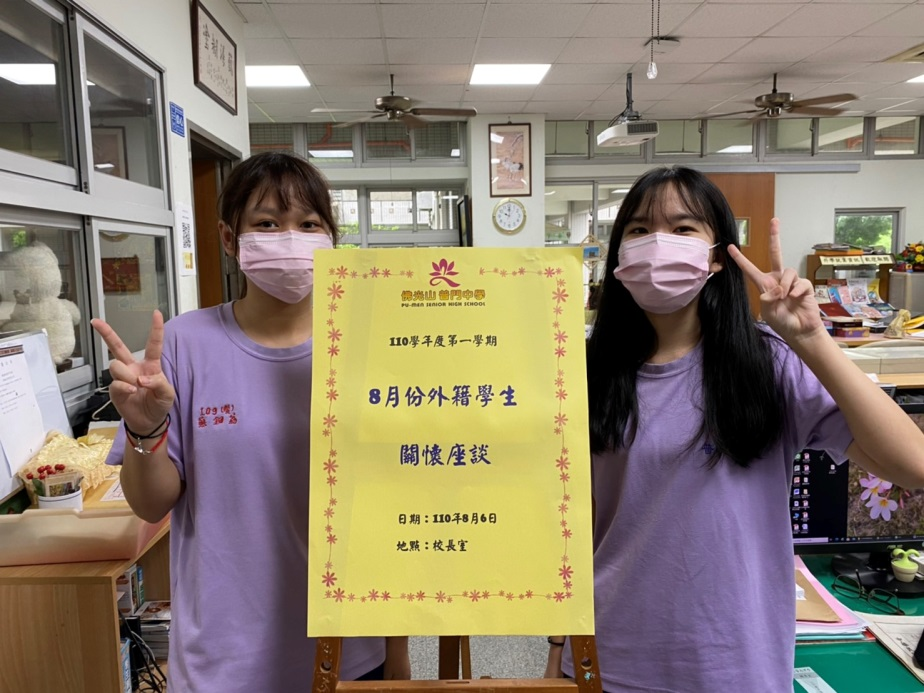 佛光山 普門中學
PU-MEN SENIOR HIGH SCHOOL
110學年度第一學期
8月份外籍學生
關懷座談
日期：110年8月6日
地點：校長室